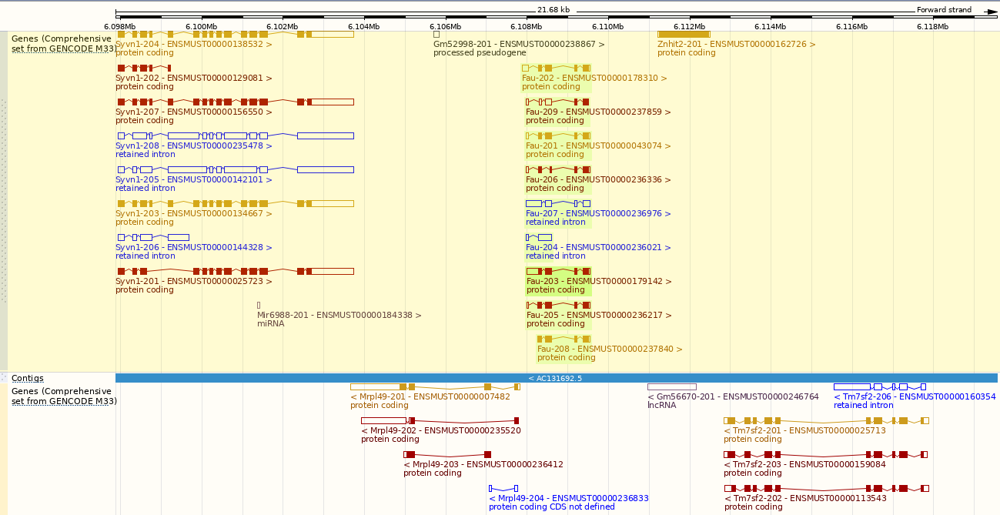 21.68 kb
Forward strand
6.098Mb 6.100Mb 6.102Mb 6.104Mb 6.106Mb 6.108Mb 6.110Mb 6.112Mb 6.114Mb 6.116Mb 6.118Mb
Genes (Comprehensive
set from GENCODE M33)
Syvn1-204 - ENSMUST00000138532 >
protein coding
Gm52998-201 - ENSMUST00000238867 >
processed pseudogene
Znhit2-201 - ENSMUST00000162726 >
protein coding
Syvn1-202 - ENSMUST00000129081 >
protein coding
Fau-202 - ENSMUST00000178310 >
protein coding
Syvn1-207 - ENSMUST00000156550 >
protein coding
Fau-209 - ENSMUST00000237859 >
protein coding
Syvn1-208 - ENSMUST00000235478 >
retained intron
Fau-201 - ENSMUST00000043074 >
protein coding
Syvn1-205 - ENSMUST00000142101 >
retained intron
Fau-206 - ENSMUST00000236336 >
protein coding
Syvn1-203 - ENSMUST00000134667 >
protein coding
Fau-207 - ENSMUST00000236976 >
retained intron
Syvn1-206 - ENSMUST00000144328 >
retained intron
Fau-204 - ENSMUST00000236021 >
retained intron
Syvn1-201 - ENSMUST00000025723 >
protein coding
Fau-203 - ENSMUST00000179142 >
protein coding
Mir6988-201 - ENSMUST00000184338 >
miRNA
Fau-205 - ENSMUST00000236217 >
protein coding
Fau-208 - ENSMUST00000237840 >
protein coding
Contigs
< AC131692.5
Genes (Comprehensive
set from GENCODE M33)
< Mrpl49-201 - ENSMUST00000007482
protein coding
< Gm56670-201 - ENSMUST00000246764
lncRNA
< Tm7sf2-206 - ENSMUST00000160354
retained intron
< Mrpl49-202 - ENSMUST00000235520
protein coding
< Tm7sf2-201 - ENSMUST00000025713
protein coding
< Mrpl49-203 - ENSMUST00000236412
protein coding
< Tm7sf2-203 - ENSMUST00000159084
protein coding
< Mrpl49-204 - ENSMUST00000236833
protein coding CDS not defined
< Tm7sf2-202 - ENSMUST00000113543
protein coding